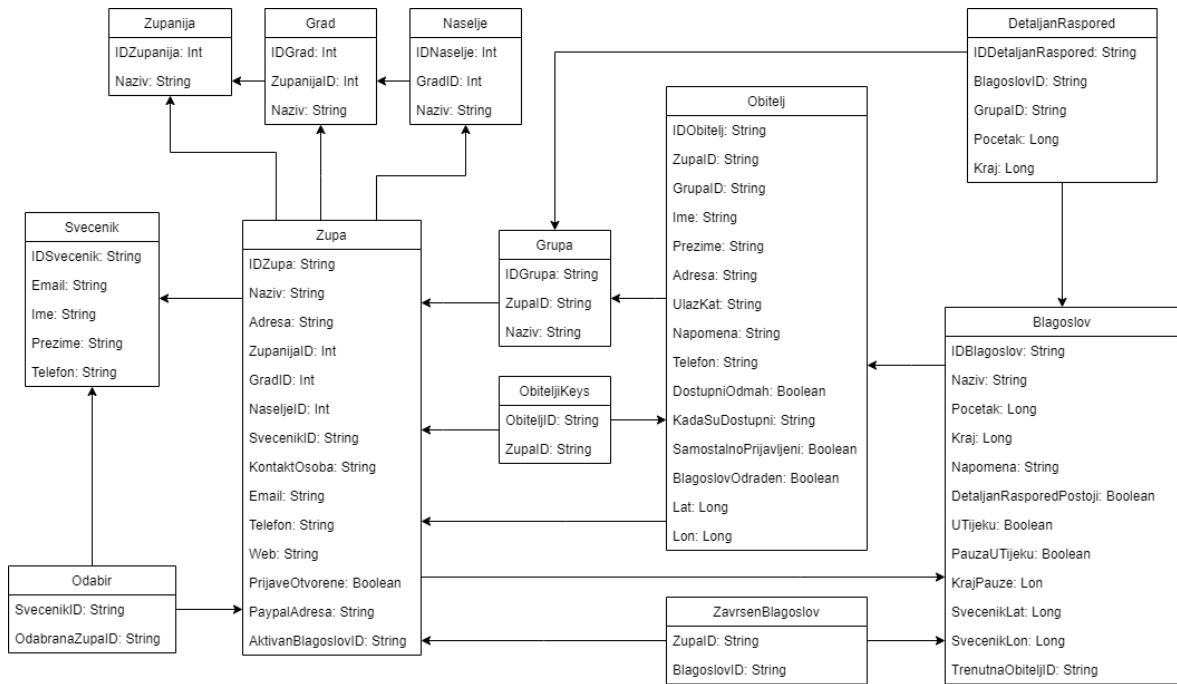 Zupanija
IDZupanija: Int
Naziv: String
Grad
IDGrad: Int
ZupanijaID: Int
Naziv: String
Naselje
IDNaselje: Int
GradID: Int
Naziv: String
DetaljanRaspored
IDDetaljanRaspored: String
BlagoslovID: String
GrupaID: String
Pocetak: Long
Kraj: Long
Obitelj
IDObitelj: String
ZupaID: String
GrupaID: String
Ime: String
Prezime: String
Adresa: String
UlazKat: String
Napomena: String
Telefon: String
DostupniOdmah: Boolean
KadaSuDostupni: String
SamostalnoPrijavljeni: Boolean
BlagoslovOdraden: Boolean
Lat: Long
Lon: Long
Svecenik
IDSvecenik: String
Email: String
Ime: String
Prezime: String
Telefon: String
Zupa
IDZupa: String
Naziv: String
Adresa: String
ZupanijaID: Int
GradID: Int
NaseljeID: Int
SvecenikID: String
KontaktOsoba: String
Email: String
Telefon: String
Web: String
PrijaveOtvorene: Boolean
PaypalAdresa: String
AktivanBlagoslovID: String
Grupa
IDGrupa: String
ZupaID: String
Naziv: String
ObiteljiKeys
ObiteljID: String
ZupaID: String
Blagoslov
IDBlagoslov: String
Naziv: String
Pocetak: Long
Kraj: Long
Napomena: String
DetaljanRasporedPostoji: Boolean
UTijeku: Boolean
PauzaUTijeku: Boolean
KrajPauze: Lon
SvecenikLat: Long
SvecenikLon: Long
TrenutnaObiteljID: String
Odabir
SvecenikID: String
OdabranaZupaID: String
ZavrsenBlagoslov
ZupaID: String
BlagoslovID: String